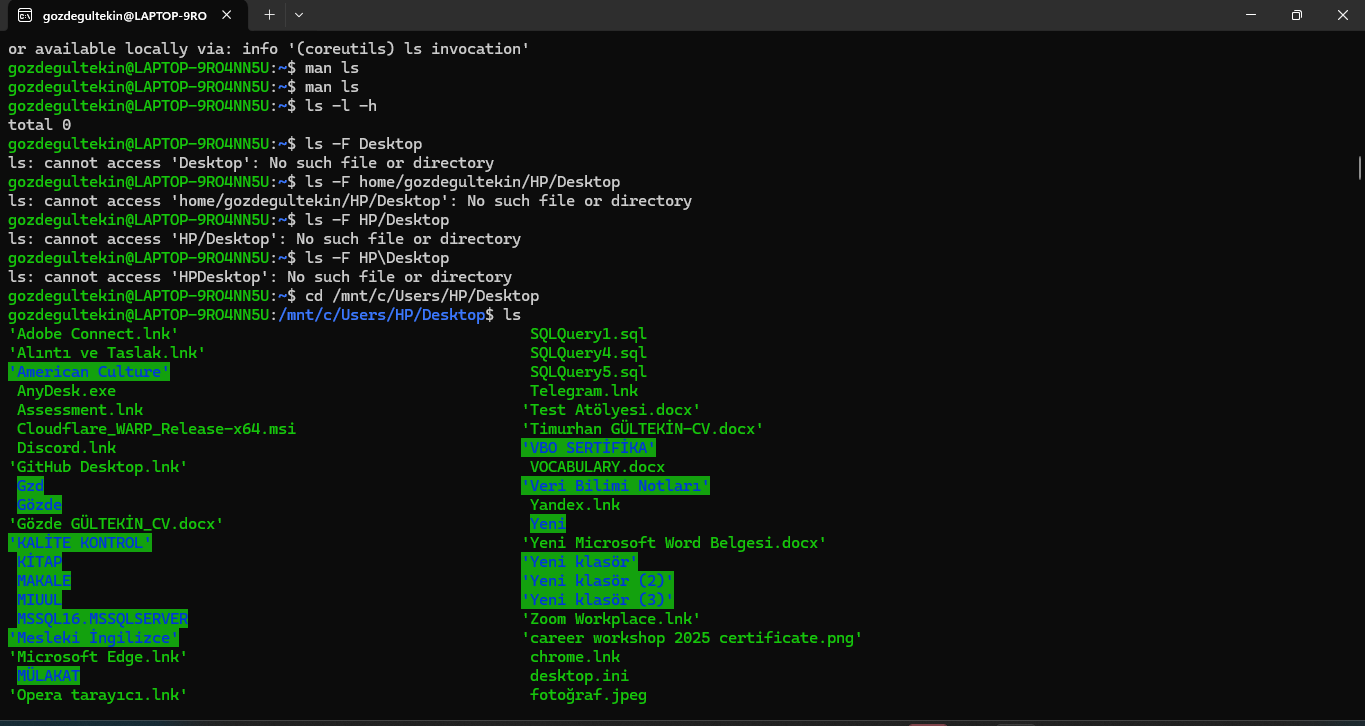 gozdegultekin@LAPTOP-9RO
or available locally via: info '(coreutils) ls invocation'
gozdegultekin@LAPTOP-9RO4NN5U:~$ man ls
gozdegultekin@LAPTOP-9RO4NN5U:~$ man ls
gozdegultekin@LAPTOP-9RO4NN5U:~$ ls -l -h
total 0
gozdegultekin@LAPTOP-9RO4NN5U:~$ ls -F Desktop
ls: cannot access 'Desktop': No such file or directory
gozdegultekin@LAPTOP-9RO4NN5U:~$ ls -F home/gozdegultekin/HP/Desktop
ls: cannot access 'home/gozdegultekin/HP/Desktop': No such file or directory
gozdegultekin@LAPTOP-9RO4NN5U:~$ ls -F HP/Desktop
ls: cannot access 'HP/Desktop': No such file or directory
gozdegultekin@LAPTOP-9RO4NN5U:~$ ls -F HP\Desktop
ls: cannot access 'HPDesktop': No such file or directory
gozdegultekin@LAPTOP-9RO4NN5U:~$ cd /mnt/c/Users/HP/Desktop
gozdegultekin@LAPTOP-9RO4NN5U:/mnt/c/Users/HP/Desktop$ ls
'Adobe Connect.lnk' SQLQuery1.sql
'Alıntı ve Taslak.lnk' SQLQuery4.sql
'American Culture' SQLQuery5.sql
AnyDesk.exe Telegram.lnk
Assessment.lnk 'Test Atölyesi.docx'
Cloudflare_WARP_Release-x64.msi 'Timurhan GÜLTEKİN-CV.docx'
Discord.lnk 'VBO SERTİFİKA'
'GitHub Desktop.lnk' VOCABULARY.docx
Gzd 'Veri Bilimi Notları'
Gözde Yandex.lnk
'Gözde GÜLTEKİN_CV.docx' Yeni
'KALİTE KONTROL' 'Yeni Microsoft Word Belgesi.docx'
KİTAP 'Yeni klasör'
MAKALE 'Yeni klasör (2)'
MIUUL 'Yeni klasör (3)'
MSSQL16.MSSQLSERVER 'Zoom Workplace.lnk'
'Mesleki İngilizce' 'career workshop 2025 certificate.png'
'Microsoft Edge.lnk' chrome.lnk
MÜLAKAT desktop.ini
'Opera tarayıcı.lnk' fotoğraf.jpeg